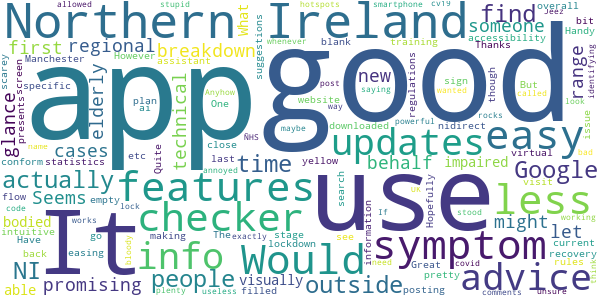 Northern Ireland
find
someone
app
good
use
It
easy
updates
features
checker
info
Would
symptom
advice
less
Google
might
let
outside
behalf
impaired
cases
actually
Seems
NI
people
promising
visually
bodied
able
elderly
technical
breakdown
regional
first
glance
time
new
range
conform
statistics
specific
presents
screen
Manchester
However
assistant
scarey
allowed
stupid
hotspots
smartphone
cv19
What
whenever
blank
training
accessibility
overall
Jeez
bit
Handy
Thanks
suggestions
identifying
regulations
sign
But
called
look
issue
rocks
website
post
saying
powerful
wanted
though
way
downloaded
nidirect
virtual
visit
etc
close
last
yellow
maybe
NHS
Quite
annoyed
search
UK
If
Hopefully
stood
Anyhow
One
plan
ai
flow
empty
lock
intuitive
code
works
Have
back
go
easing
name
bloody
making
lockdown
stage
The
exactly
plenty
useless
filled
see
information
need
posting
Great
pretty
covid
comments
unsure
rules
current
recovery
working
bad
think